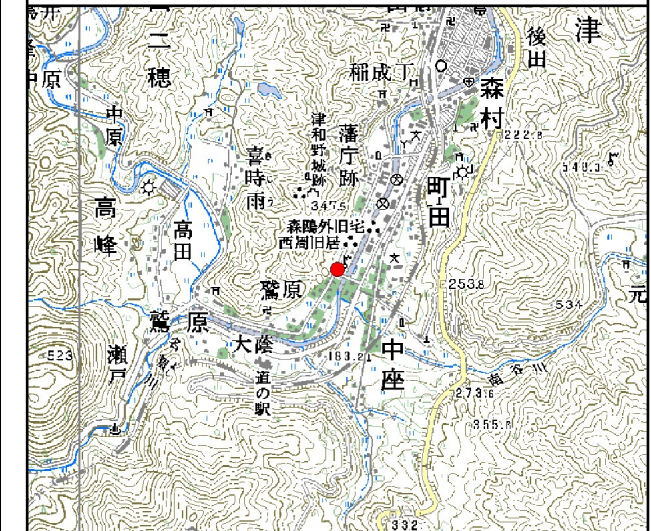 津
後田
二穂
中原
稲成丁
森村
222.8
中原
津和野城跡
藩庁跡
548.3
喜時雨
町田
347.5
高峰
高田
森鷗外旧宅
西周旧居
鷲原
253.8
534
元
鷲原
523
瀬戸
大蔭
183.2
中座
道の駅
273.6
355.8
332